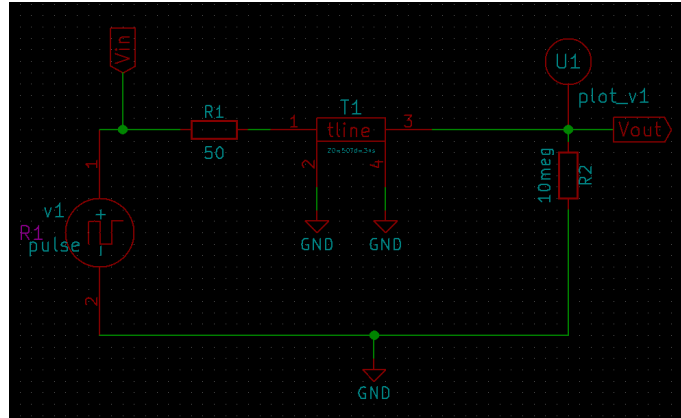 Vin
U1
plot_v1
R1
50
T1
1
tline
3
Vout
2
4
10meg
R2
1
v1
+
R1
pulse
2
GND
GND
GND